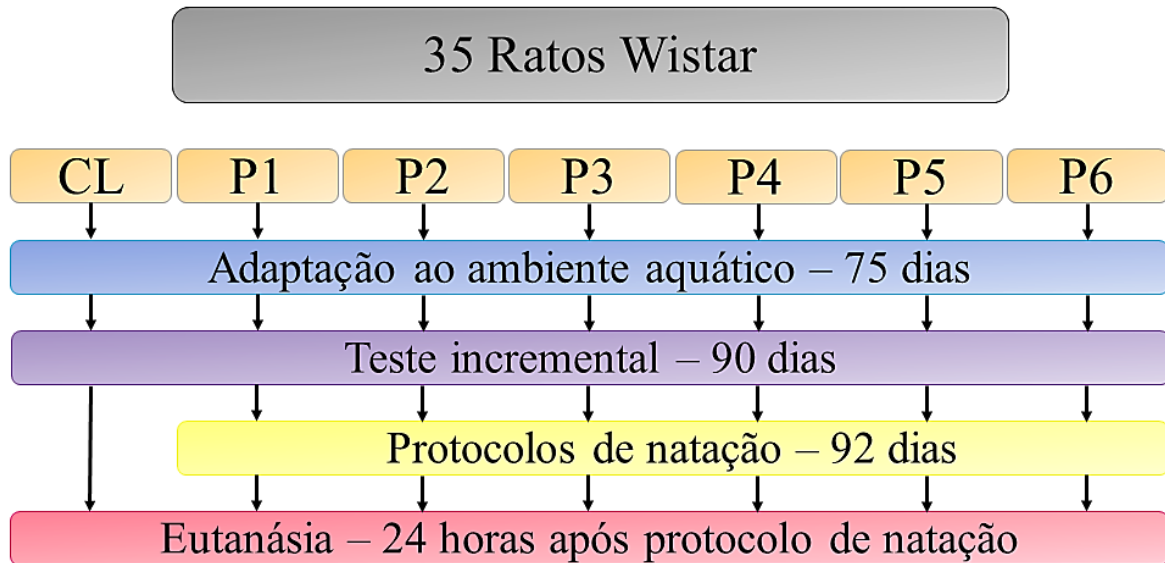 35 Ratos Wistar
CL P1 P2 P3 P4 P5 P6
Adaptação ao ambiente aquático – 75 dias
Teste incremental – 90 dias
Protocolos de natação – 92 dias
Eutanásia – 24 horas após protocolo de natação